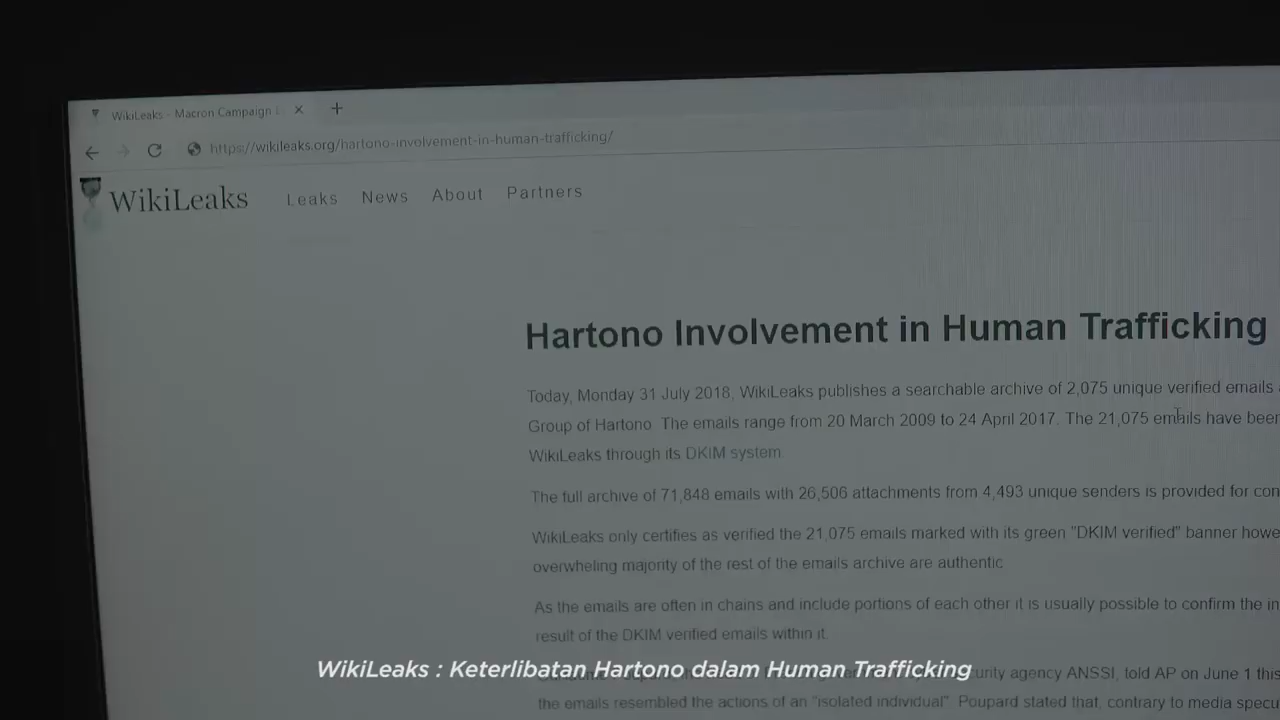 WikiLeaks - Macron Campaign
https://wikileaks.org/hartono-involvement-in-human-trafficking/
WikiLeaks Leaks News About Partners
Hartono Involvement in Human Trafficking
Today, Monday 31 July 2018, WikiLeaks publishes a searchable archive of 2,075 unique verified emails
Group of Hartono. The emails range from 20 March 2009 to 24 April 2017. The 21,075 emails have been
WikiLeaks through its DKIM system.
The full archive of 71,848 emails with 26,506 attachments from 4,493 unique senders is provided for
WikiLeaks only certifies as verified the 21,075 emails marked with its green "DKIM verified" banner
overwheling majority of the rest of the emails archive are authentic
As the emails are often in chains and include portions of each other it is usually possible to confirm the
result of the DKIM verified emails within it.
agency ANSSI, told AP on June 1 this
the emails resembled the actions of an "isolated individual". Poupard stated that, contrary to media
WikiLeaks : Keterlibatan Hartono dalam Human Trafficking